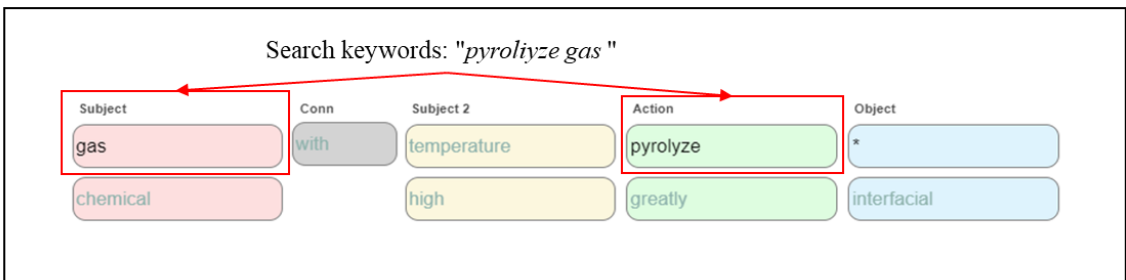 Search keywords: "pyroliyze gas "
Subject Conn Subject 2 Action Object
gas with temperature pyrolyze *
chemical high greatly interfacial